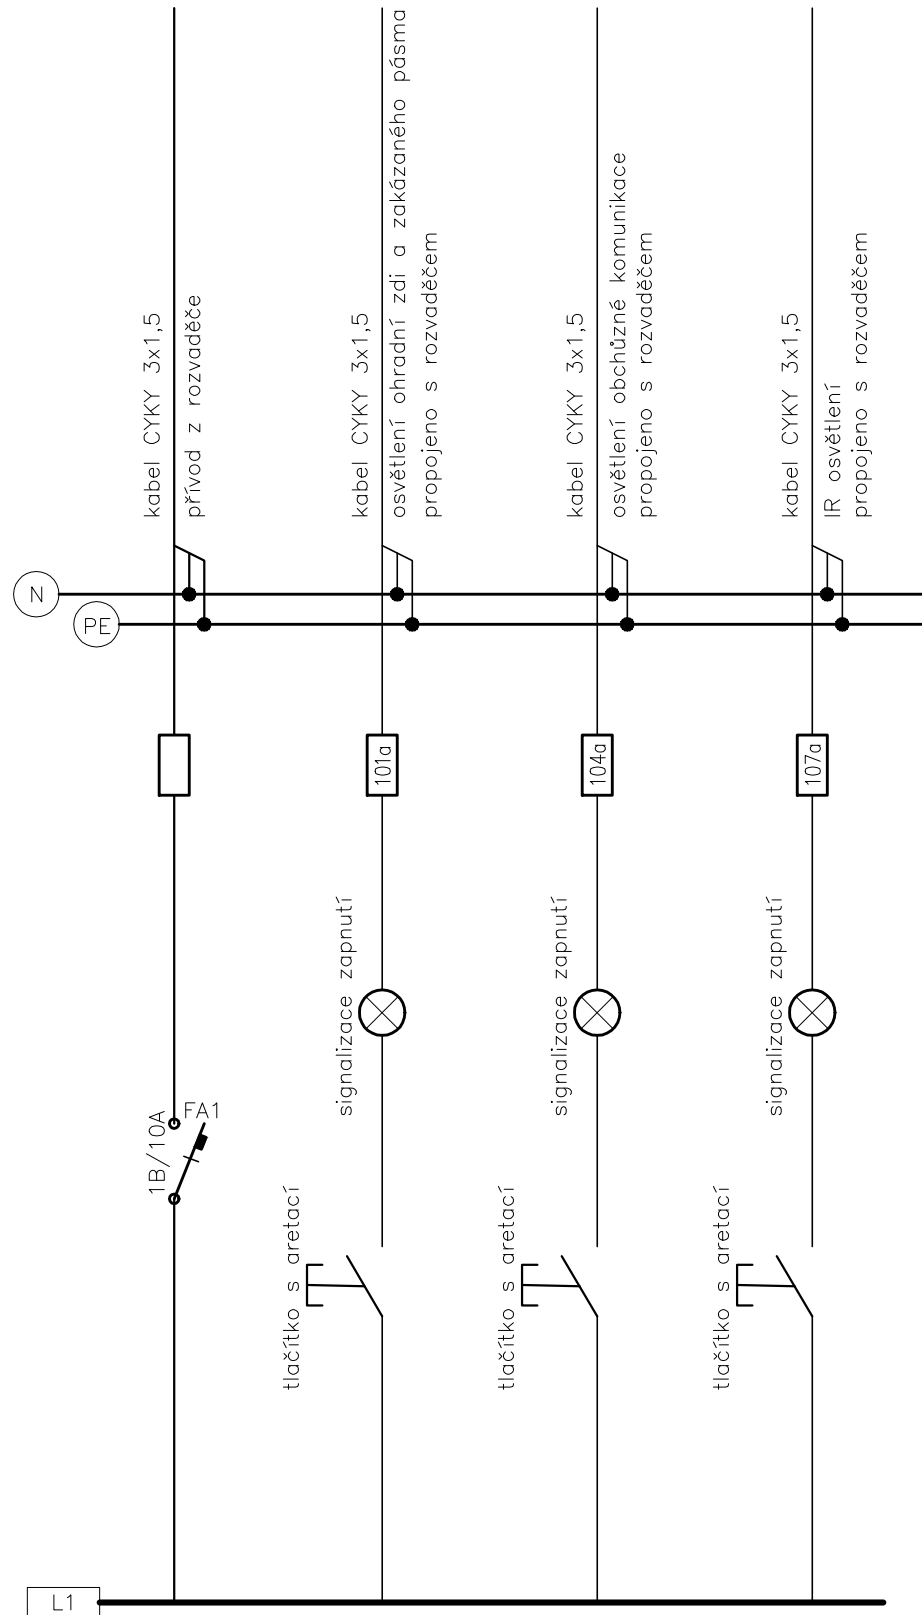 kabel CYKY 3x1,5
přívod z rozvaděče
kabel CYKY 3x1,5
osvětlení ohradní zdi a zakázaného pásma
propojeno s rozvaděčem
kabel CYKY 3x1,5
osvětlení obchůzné komunikace
propojeno s rozvaděčem
kabel CYKY 3x1,5
IR osvětlení
propojeno s rozvaděčem
N
PE
101a
104a
107a
signalizace zapnutí
signalizace zapnutí
signalizace zapnutí
1B/10A
FA1
tlačítko s aretací
tlačítko s aretací
tlačítko s aretací
L1